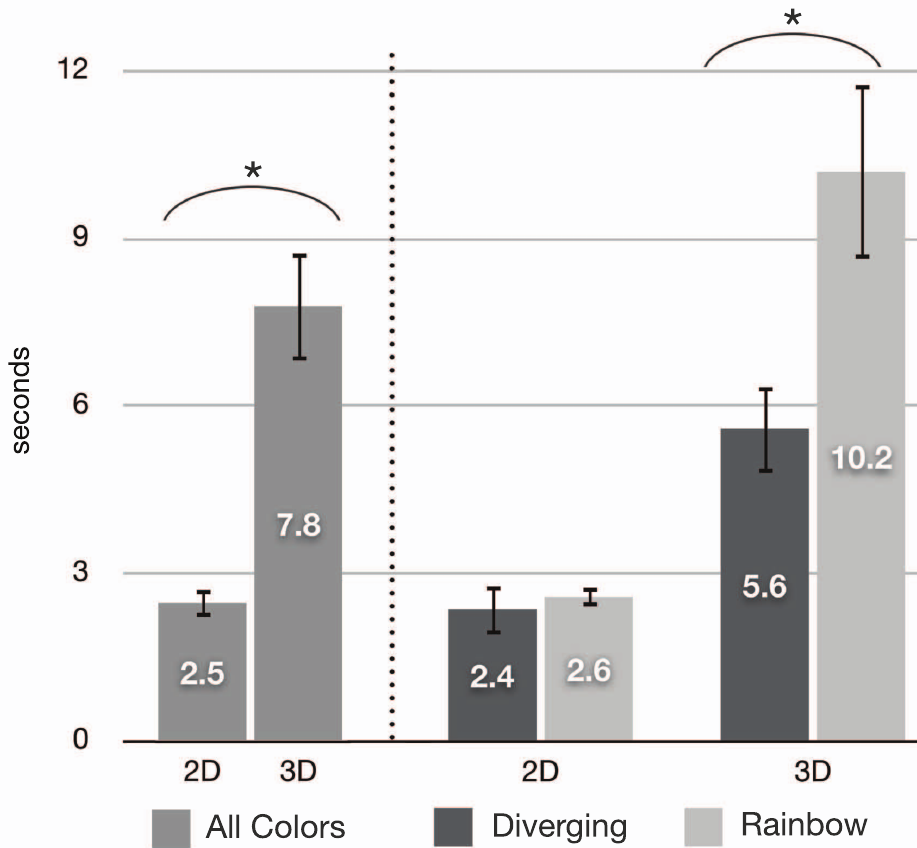 *
12
*
9
seconds
6
10.2
7.8
5.6
3
2.5
2.4
2.6
0
2D
3D
2D
3D
All Colors
Diverging
Rainbow